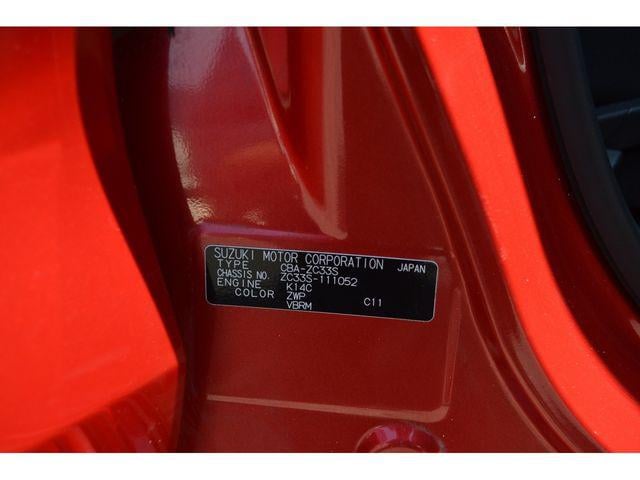 SUZUKI MOTOR CORPORATION JAPAN
TYPE CBA-ZC33S
CHASSIS NO. ZC33S-111052
ENGINE K14C
COLOR ZWP C11
VBRM